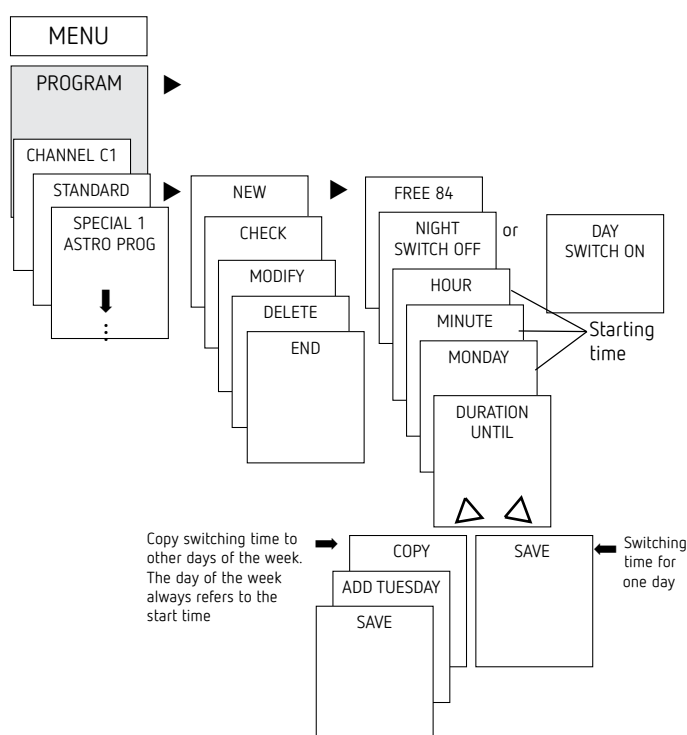 MENU
PROGRAM
CHANNEL C1
STANDARD
SPECIAL 1
ASTRO PROG
NEW
CHECK
MODIFY
DELETE
END
FREE 84
NIGHT
SWITCH OFF
or
DAY
SWITCH ON
HOUR
MINUTE
MONDAY
Starting
time
DURATION
UNTIL
Copy switching time to
other days of the week.
The day of the week
always refers to the
start time
COPY
ADD TUESDAY
SAVE
SAVE
Switching
time for
one day